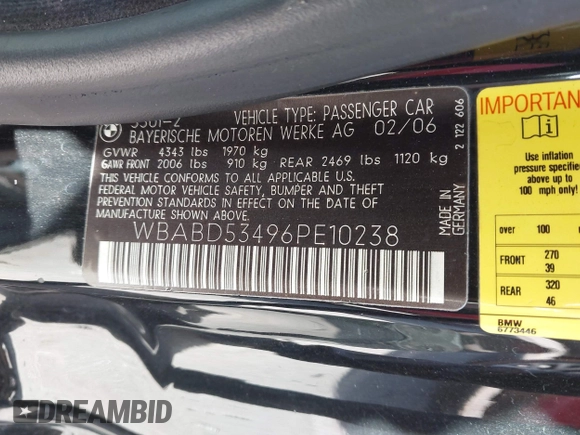 VEHICLE TYPE: PASSENGER CAR
BAYERISCHE MOTOREN WERKE AG 02/06
GVWR 4343 lbs 1970 kg
GAWR FRONT 2006 lbs 910 kg REAR 2469 lbs 1120 kg
THIS VEHICLE CONFORMS TO ALL APPLICABLE U.S.
FEDERAL MOTOR VEHICLE SAFETY, BUMPER AND THEFT
PREVENTION STANDARDS IN EFFECT ON THE DATE
OF MANUFACTURE SHOWN ABOVE.
WBABD53496PE10238
MADE IN
GERMANY
2 122 606
IMPORTAN
Use inflation
pressure specified
above up to
100 mph only!
over 100
FRONT 270
39
REAR 320
46
BMW
6773446
DREAMBID